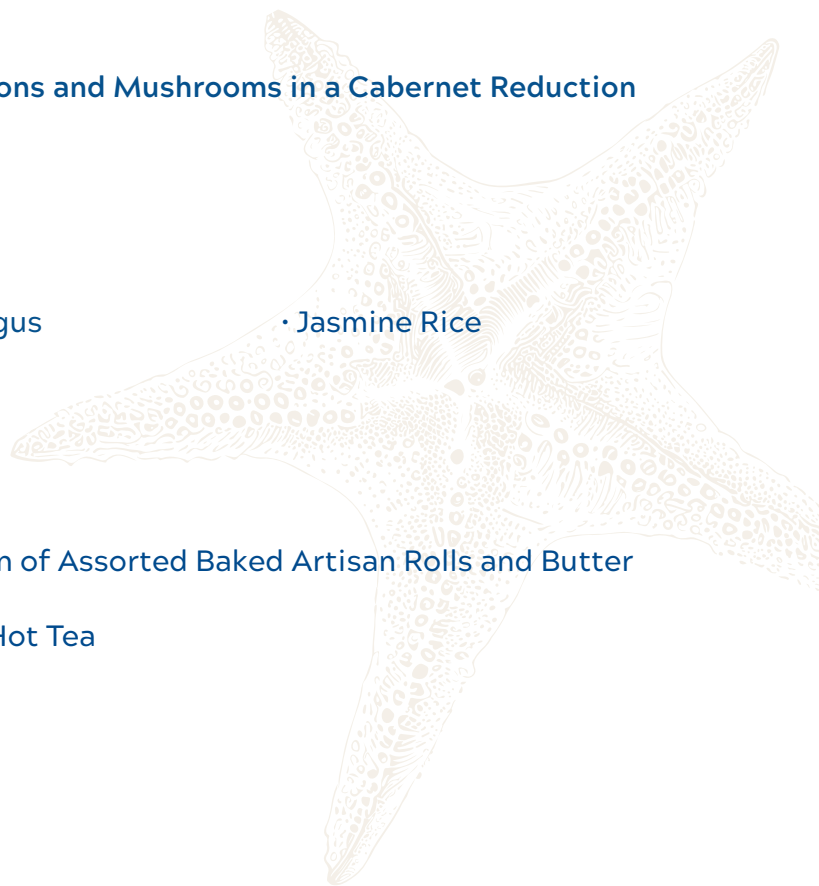 ons and Mushrooms in a Cabernet Reduction
gus • Jasmine Rice
of Assorted Baked Artisan Rolls and Butter
Hot Tea